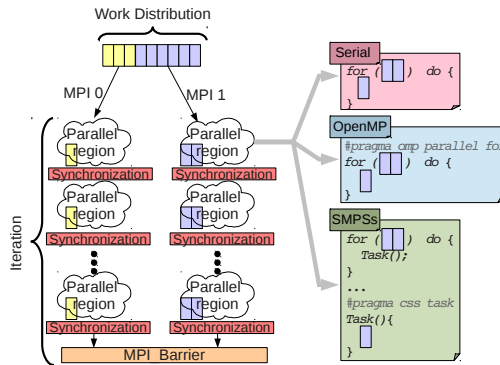 Work Distribution
MPI 0
MPI 1
Iteration
Parallel
region
Synchronization
Parallel
region
Synchronization
Parallel
region
Synchronization
Parallel
region
Synchronization
Parallel
region
Synchronization
Parallel
region
Synchronization
MPI Barrier
Serial
for ( ) do {
}
OpenMP
#pragma omp parallel for
for ( ) do {
}
SMPSs
for ( ) do {
Task();
}
...
#pragma css task
Task(){
}